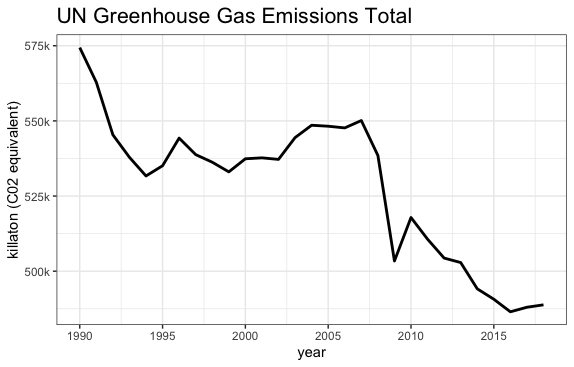 UN Greenhouse Gas Emissions Total
575k
550k
525k
500k
killaton (C02 equivalent)
1990
1995
2000
2005
2010
2015
year